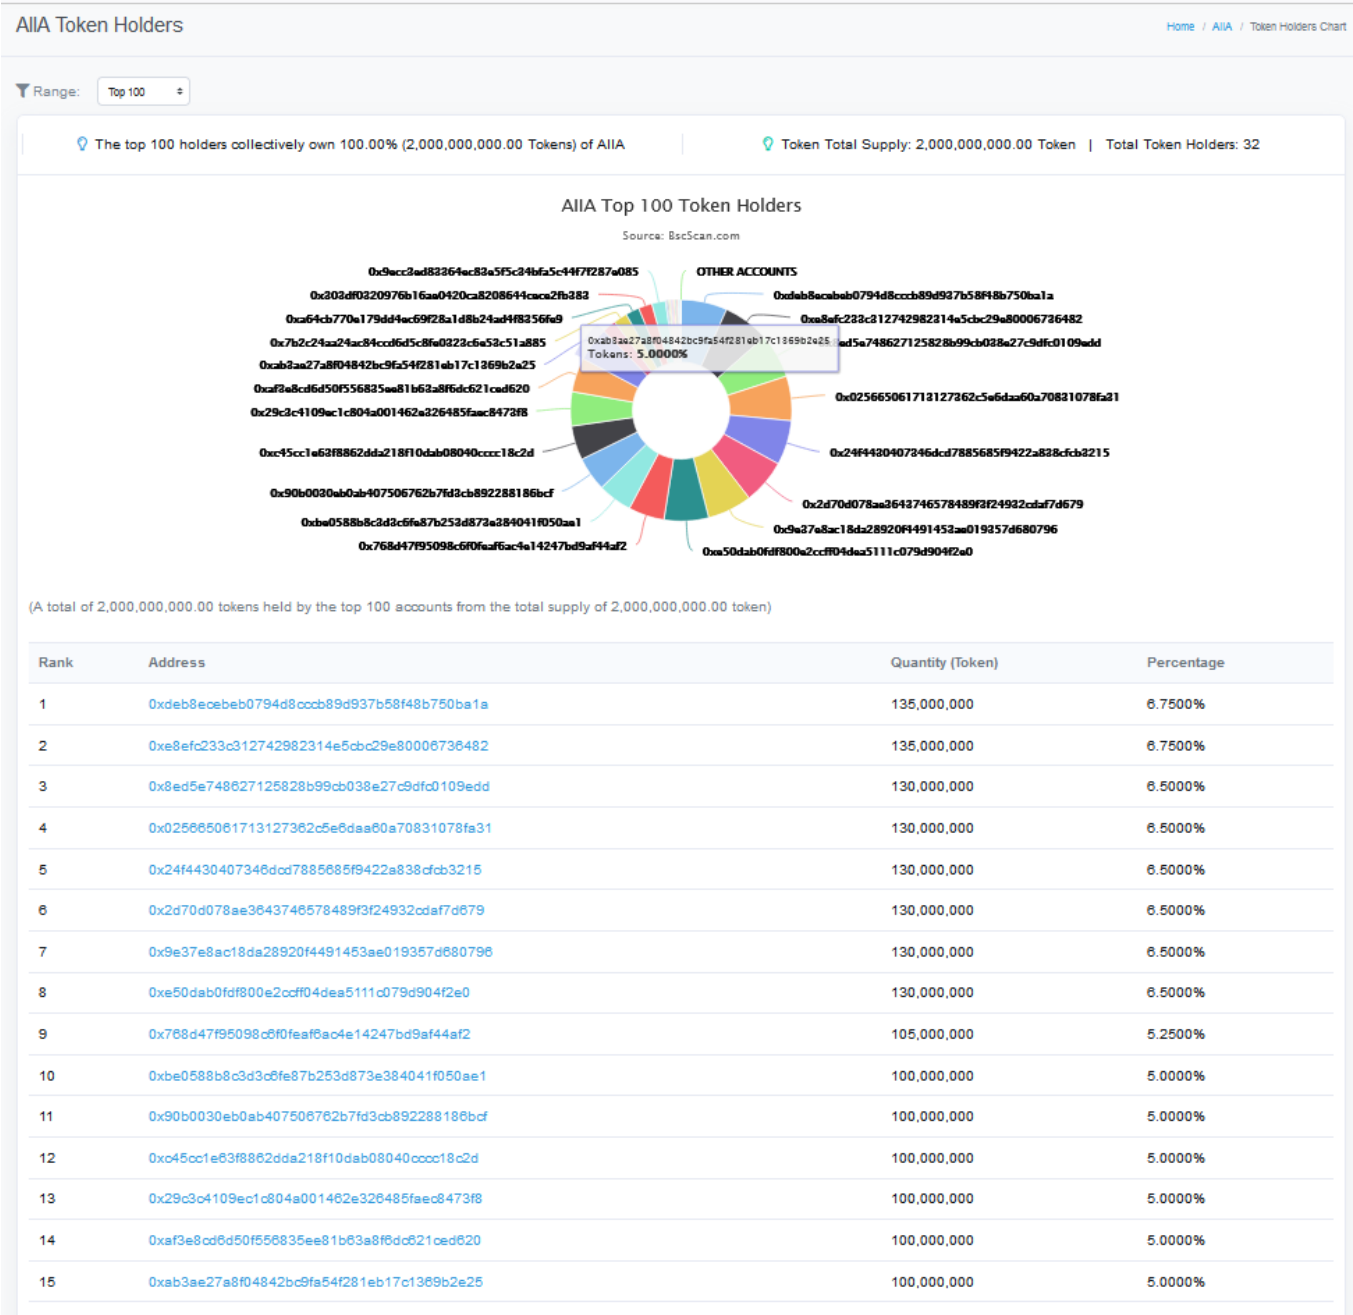 AIIA Token Holders
Home / AIIA / Token Holders Chart
Range: Top 100
The top 100 holders collectively own 100.00% (2,000,000,000.00 Tokens) of AIIA
Token Total Supply: 2,000,000,000.00 Token | Total Token Holders: 32
AIIA Top 100 Token Holders
Source: BscScan.com
0x9ecc3ed83364ec83e5f5c34bfa5c44f7f287e085
OTHER ACCOUNTS
0x303df0320976b16ae0420ca8208644cece2fb383
0xdeb8ecebeb0794d8cccb89d937b58f48b750ba1a
0xa64cb770e179dd4ec69f28a1d8b24ad4f8356fe9
0xe8efc233c312742982314e5cbc29e80006736482
0x7b2c24aa24ac84ccd6d5c8fe0323c6e53c51a885
0xab3ae27a8f04842bc9fa54f281eb17c1369b2e25
Tokens: 5.0000%
8ed5e748627125828b99cb038e27c9dfc0109edd
0xab3ae27a8f04842bc9fa54f281eb17c1369b2e25
0xaf3e8cd6d50f556835ee81b63a8f6dc621ced620
0x025665061713127362c5e6daa60a70831078fa31
0x29c3c4109ec1c804a001462e326485faec8473f8
0xc45cc1e63f8862dda218f10dab08040cccc18c2d
0x24f4430407346dcd7885685f9422a838cfcb3215
0x90b0030eb0ab407506762b7fd3cb892288186bcf
0x2d70d078ae3643746578489f3f24932cdaf7d679
0xbe0588b8c3d3c6fe87b253d873e384041f050ae1
0x9e37e8ac18da28920f4491453ae019357d680796
0x768d47f95098c6f0feaf6ac4e14247bd9af44af2
0xe50dab0fdf800e2ccff04dea5111c079d904f2e0
(A total of 2,000,000,000.00 tokens held by the top 100 accounts from the total supply of 2,000,000,000.00 token)
Rank Address Quantity (Token) Percentage
1 0xdeb8ecebeb0794d8cccb89d937b58f48b750ba1a 135,000,000 6.7500%
2 0xe8efc233c312742982314e5cbc29e80006736482 135,000,000 6.7500%
3 0x8ed5e748627125828b99cb038e27c9dfc0109edd 130,000,000 6.5000%
4 0x025665061713127362c5e6daa60a70831078fa31 130,000,000 6.5000%
5 0x24f4430407346dcd7885685f9422a838cfcb3215 130,000,000 6.5000%
6 0x2d70d078ae3643746578489f3f24932cdaf7d679 130,000,000 6.5000%
7 0x9e37e8ac18da28920f4491453ae019357d680796 130,000,000 6.5000%
8 0xe50dab0fdf800e2ccff04dea5111c079d904f2e0 130,000,000 6.5000%
9 0x768d47f95098c6f0feaf6ac4e14247bd9af44af2 105,000,000 5.2500%
10 0xbe0588b8c3d3c6fe87b253d873e384041f050ae1 100,000,000 5.0000%
11 0x90b0030eb0ab407506762b7fd3cb892288186bcf 100,000,000 5.0000%
12 0xc45cc1e63f8862dda218f10dab08040cccc18c2d 100,000,000 5.0000%
13 0x29c3c4109ec1c804a001462e326485faec8473f8 100,000,000 5.0000%
14 0xaf3e8cd6d50f556835ee81b63a8f6dc621ced620 100,000,000 5.0000%
15 0xab3ae27a8f04842bc9fa54f281eb17c1369b2e25 100,000,000 5.0000%